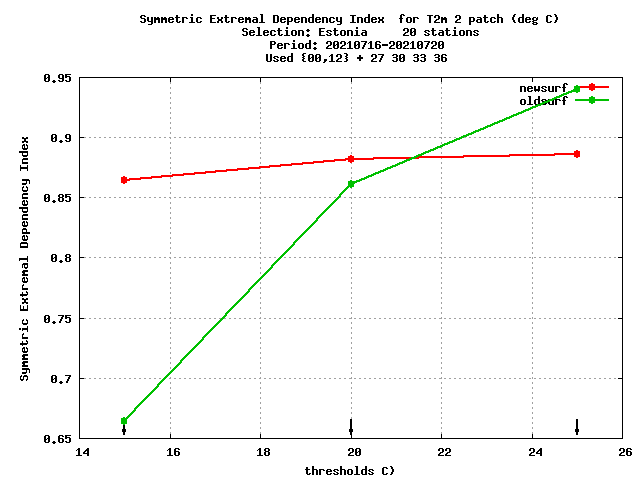 Symmetric Extremal Dependency Index  for T2m 2 patch (deg C)
Selection: Estonia     20 stations
Period: 20210716-20210720
Used {00,12} + 27 30 33 36
0.95
0.9
0.85
0.8
0.75
0.7
0.65
Symmetric Extremal Dependency Index
newsurf
oldsurf
14 16 18 20 22 24 26
thresholds C)